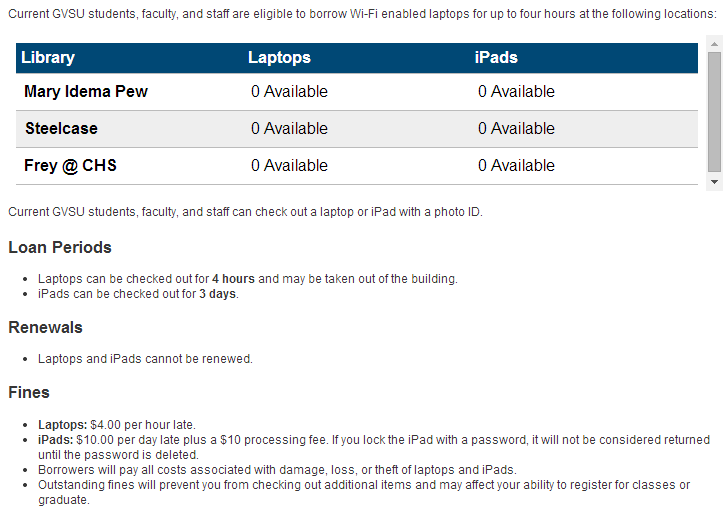 Current GVSU students, faculty, and staff are eligible to borrow Wi-Fi enabled laptops for up to four hours at the following locations:
Library Laptops iPads
Mary Idema Pew 0 Available 0 Available
Steelcase 0 Available 0 Available
Frey @ CHS 0 Available 0 Available
Current GVSU students, faculty, and staff can check out a laptop or iPad with a photo ID.
Loan Periods
• Laptops can be checked out for 4 hours and may be taken out of the building.
• iPads can be checked out for 3 days.
Renewals
• Laptops and iPads cannot be renewed.
Fines
• Laptops: $4.00 per hour late.
• iPads: $10.00 per day late plus a $10 processing fee. If you lock the iPad with a password, it will not be considered returned
until the password is deleted.
• Borrowers will pay all costs associated with damage, loss, or theft of laptops and iPads.
• Outstanding fines will prevent you from checking out additional items and may affect your ability to register for classes or
graduate.